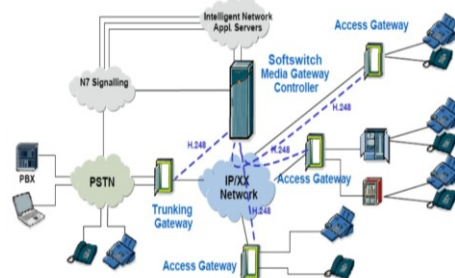 Intelligent Network
Appl. Servers
Access Gateway
Softswitch
Media Gateway
Controller
N7 Signalling
H.248
H.248
H.248
PBX
PSTN
IP/XX
Network
Access Gateway
Trunking
Gateway
H.248
Access Gateway